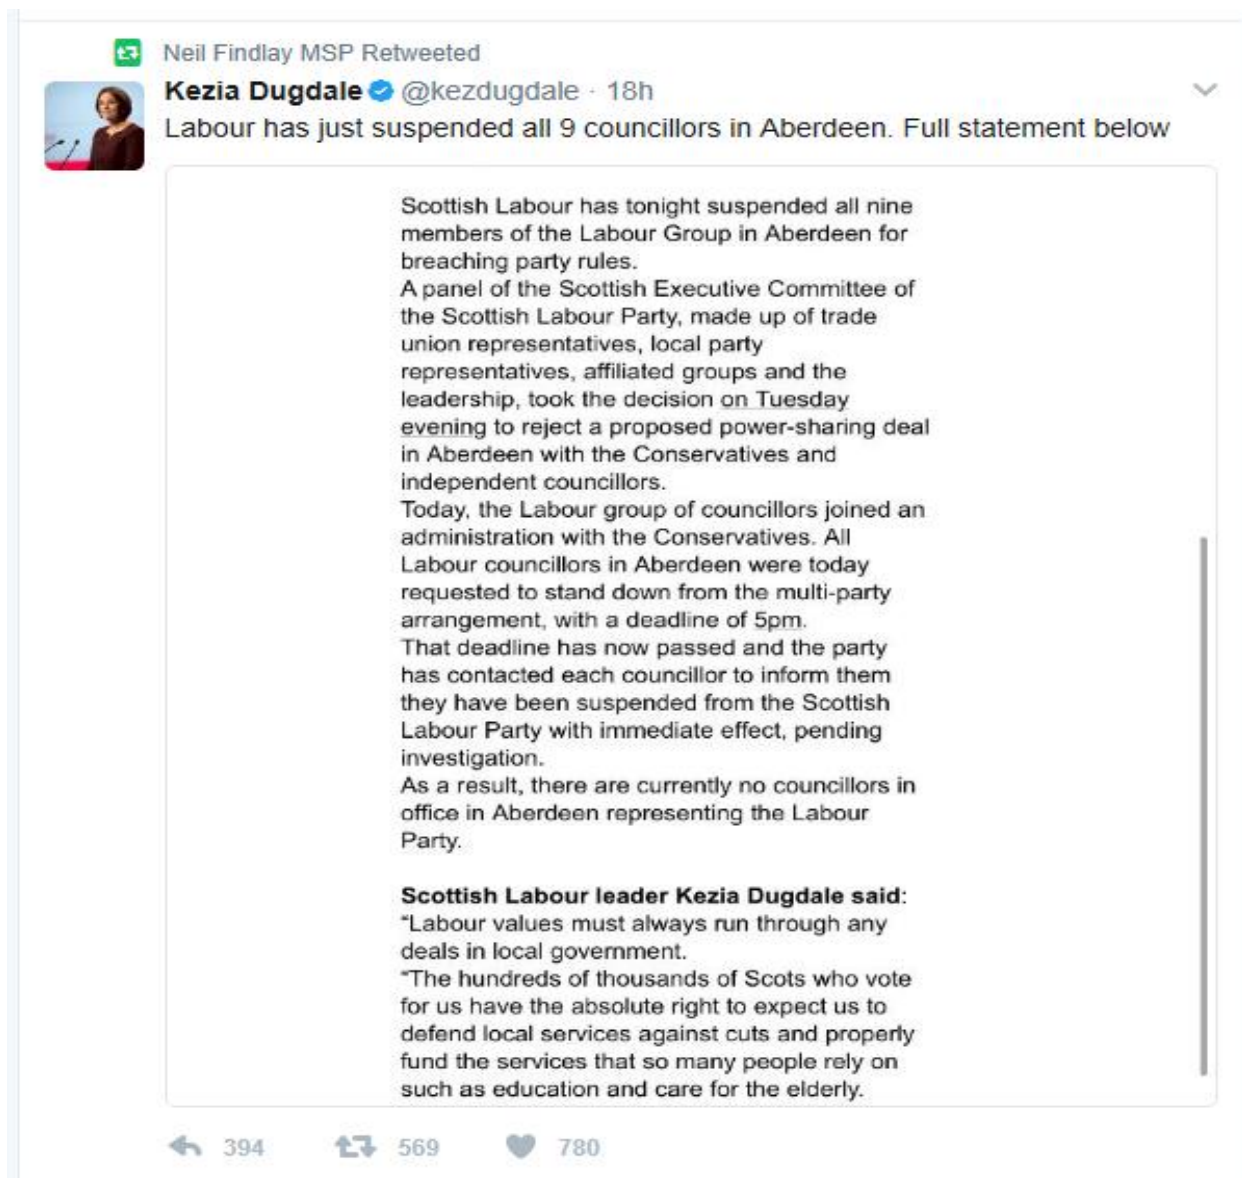 Neil Findlay MSP Retweeted
Kezia Dugdale @kezdugdale · 18h
Labour has just suspended all 9 councillors in Aberdeen. Full statement below
Scottish Labour has tonight suspended all nine
members of the Labour Group in Aberdeen for
breaching party rules.
A panel of the Scottish Executive Committee of
the Scottish Labour Party, made up of trade
union representatives, local party
representatives, affiliated groups and the
leadership, took the decision on Tuesday
evening to reject a proposed power-sharing deal
in Aberdeen with the Conservatives and
independent councillors.
Today, the Labour group of councillors joined an
administration with the Conservatives. All
Labour councillors in Aberdeen were today
requested to stand down from the multi-party
arrangement, with a deadline of 5pm.
That deadline has now passed and the party
has contacted each councillor to inform them
they have been suspended from the Scottish
Labour Party with immediate effect, pending
investigation.
As a result, there are currently no councillors in
office in Aberdeen representing the Labour
Party.
Scottish Labour leader Kezia Dugdale said:
“Labour values must always run through any
deals in local government.
“The hundreds of thousands of Scots who vote
for us have the absolute right to expect us to
defend local services against cuts and properly
fund the services that so many people rely on
such as education and care for the elderly.
394 569 780